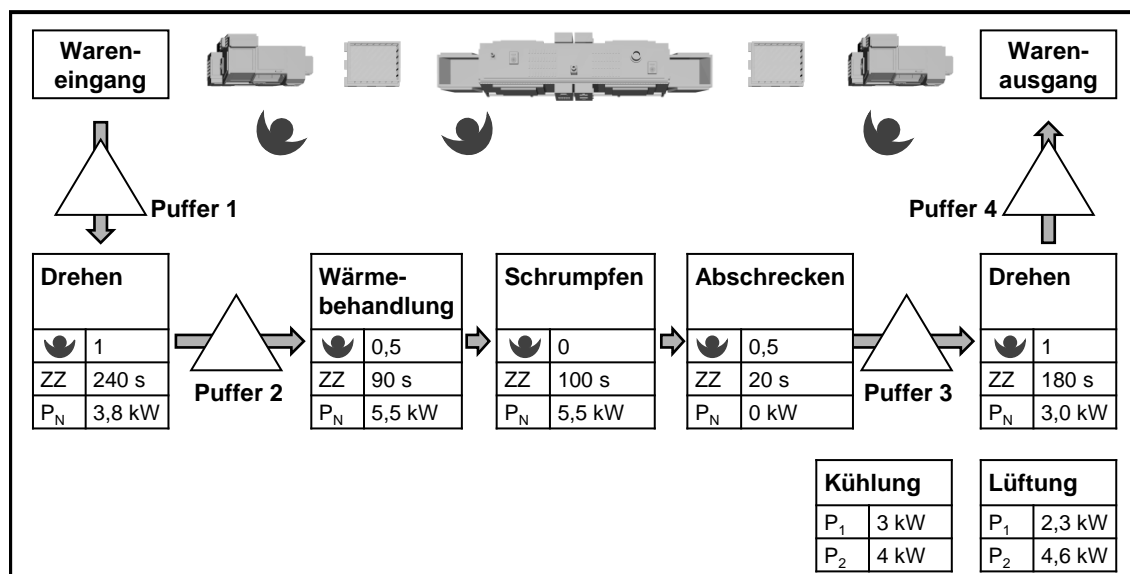 Waren-
eingang
Waren-
ausgang
Puffer 1
Puffer 4
Drehen
1
ZZ 240 s
P_N 3,8 kW
Puffer 2
Wärme-
behandlung
0,5
ZZ 90 s
P_N 5,5 kW
Schrumpfen
0
ZZ 100 s
P_N 5,5 kW
Abschrecken
0,5
ZZ 20 s
P_N 0 kW
Puffer 3
Drehen
1
ZZ 180 s
P_N 3,0 kW
Kühlung
P_1 3 kW
P_2 4 kW
Lüftung
P_1 2,3 kW
P_2 4,6 kW